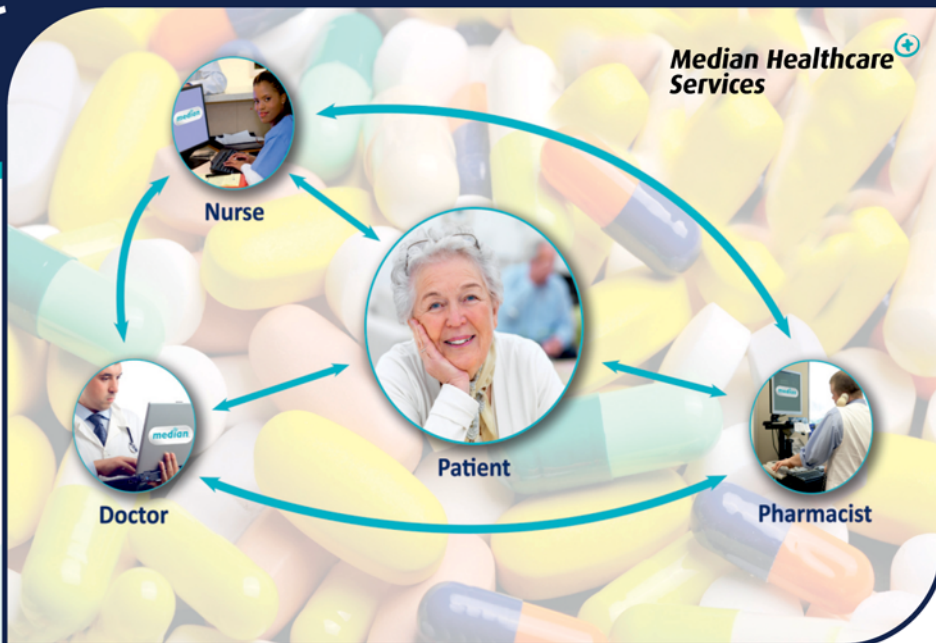 Median Healthcare
Services
median
Nurse
median
Patient
median
Doctor
Pharmacist